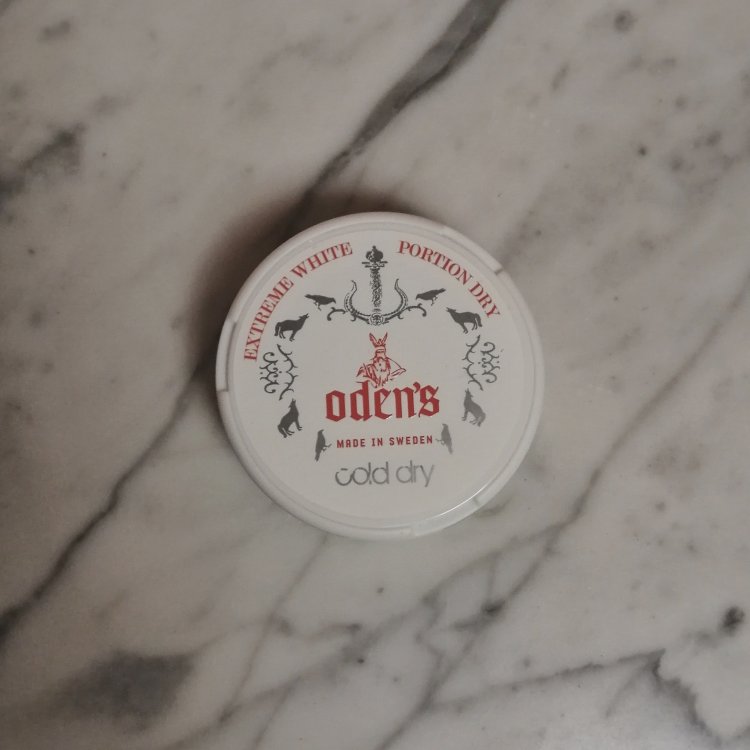 EXTREME WHITE PORTION DRY
oden's
MADE IN SWEDEN
cold dry